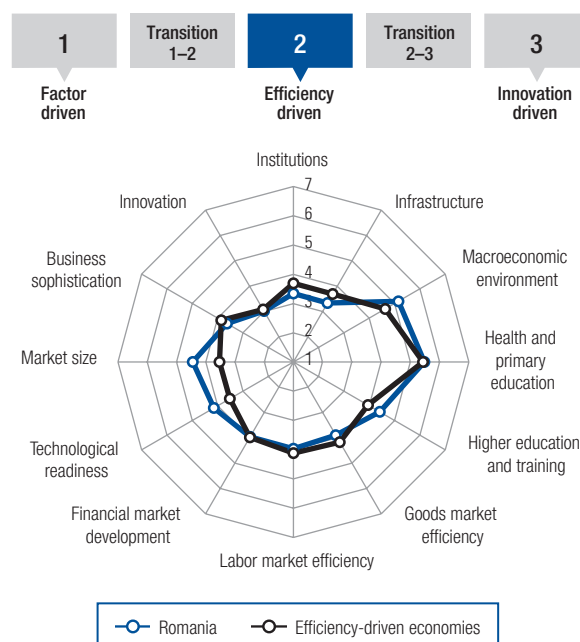 1
Transition
1–2
2
Transition
2–3
3
Factor
driven
Efficiency
driven
Innovation
driven
Institutions
Infrastructure
Macroeconomic
environment
Health and
primary
education
Higher education
and training
Goods market
efficiency
Labor market efficiency
Financial market
development
Technological
readiness
Market size
Business
sophistication
Innovation
7
6
5
4
3
2
1
Romania
Efficiency-driven economies